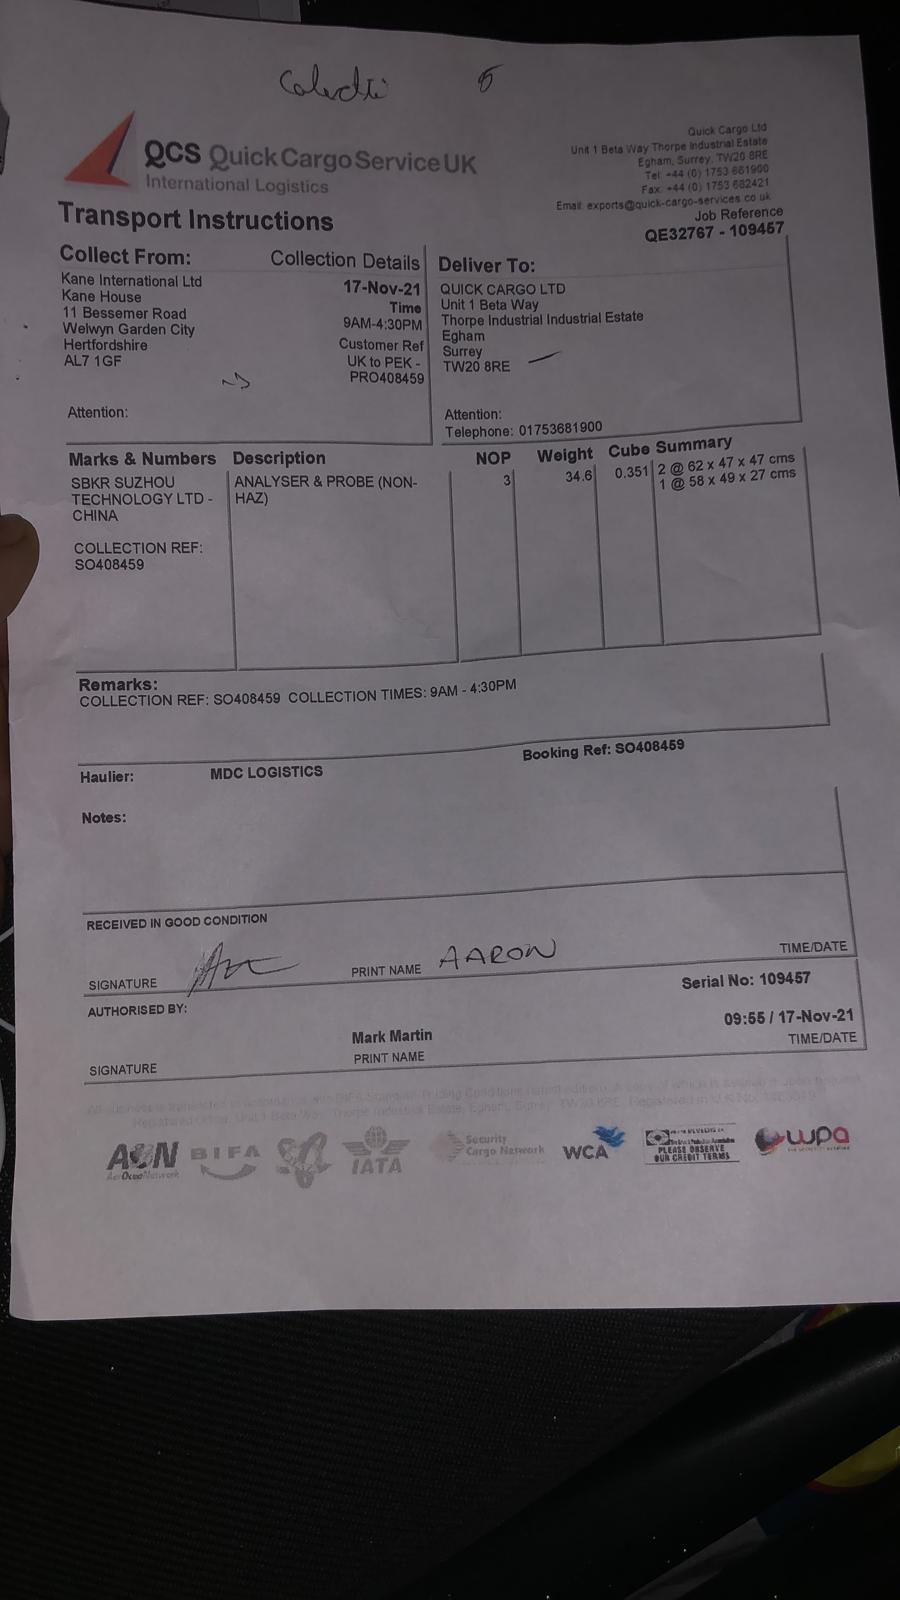 QCS Quick Cargo Service UK
International Logistics
Quick Cargo Ltd
Unit 1 Beta Way Thorpe Industrial Estate
Egham, Surrey, TW20 8RE
Tel: +44 (0) 1753 681900
Fax: +44 (0) 1753 682421
Email: exports@quick-cargo-services.co.uk
Job Reference
QE32767 - 109457
Transport Instructions
Collect From:
Kane International Ltd
Kane House
11 Bessemer Road
Welwyn Garden City
Hertfordshire
AL7 1GF
Attention:
Collection Details
17-Nov-21
Time
9AM-4:30PM
Customer Ref
UK to PEK -
PRO408459
Deliver To:
QUICK CARGO LTD
Unit 1 Beta Way
Thorpe Industrial Industrial Estate
Egham
Surrey
TW20 8RE
Attention:
Telephone: 01753681900
Marks & Numbers Description NOP Weight Cube Summary
SBKR SUZHOU
TECHNOLOGY LTD -
CHINA
COLLECTION REF:
SO408459
ANALYSER & PROBE (NON-
HAZ)
3
34.6
0.351
2 @ 62 x 47 x 47 cms
1 @ 58 x 49 x 27 cms
Remarks:
COLLECTION REF: SO408459 COLLECTION TIMES: 9AM - 4:30PM
Booking Ref: SO408459
Haulier: MDC LOGISTICS
Notes:
RECEIVED IN GOOD CONDITION
SIGNATURE PRINT NAME AARON TIME/DATE
AUTHORISED BY: Serial No: 109457
Mark Martin 09:55 / 17-Nov-21
SIGNATURE PRINT NAME TIME/DATE
BIFA
IATA
Security
Cargo Network
WCA
PLEASE OBSERVE
OUR CREDIT TERMS
wpa